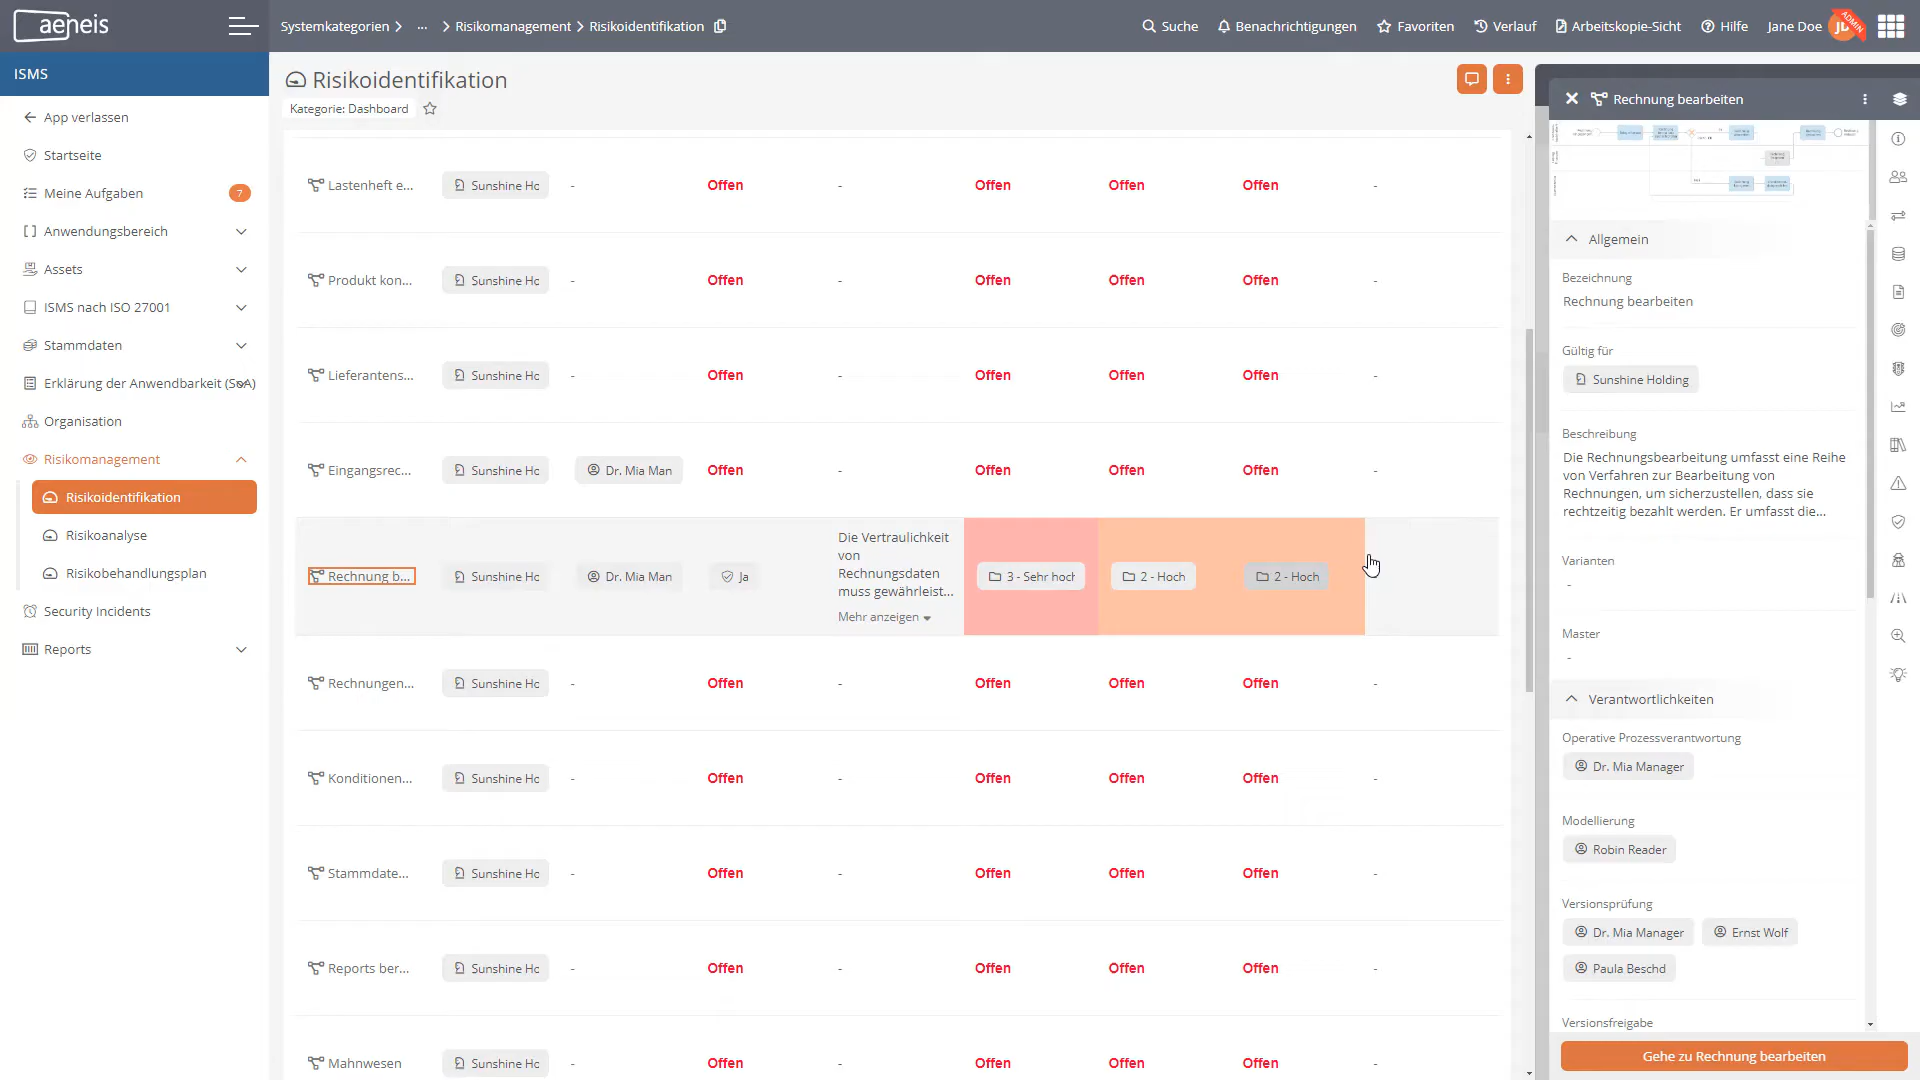 aeneis
Systemkategorien
...
Risikomanagement
Risikoidentifikation
Suche
Benachrichtigungen
Favoriten
Verlauf
Arbeitskopie-Sicht
Hilfe
Jane Doe
ADMIN
ISMS
App verlassen
Startseite
Meine Aufgaben
7
Anwendungsbereich
Assets
ISMS nach ISO 27001
Stammdaten
Erklärung der Anwendbarkeit (SoA)
Organisation
Risikomanagement
Risikoidentifikation
Risikoanalyse
Risikobehandlungsplan
Security Incidents
Reports
Risikoidentifikation
Kategorie: Dashboard
Lastenheft e... Sunshine Hc - Offen - Offen Offen Offen -
Produkt kon... Sunshine Hc - Offen - Offen Offen Offen -
Lieferantens... Sunshine Hc - Offen - Offen Offen Offen -
Eingangsrec... Sunshine Hc Dr. Mia Man Offen - Offen Offen Offen -
Rechnung b... Sunshine Hc Dr. Mia Man Ja
Die Vertraulichkeit
von
Rechnungsdaten
muss gewährleist...
Mehr anzeigen
3 - Sehr hoch 2 - Hoch 2 - Hoch
Rechnungen... Sunshine Hc - Offen - Offen Offen Offen -
Konditionen... Sunshine Hc - Offen - Offen Offen Offen -
Stammdate... Sunshine Hc - Offen - Offen Offen Offen -
Reports ber... Sunshine Hc - Offen - Offen Offen Offen -
Mahnwesen Sunshine Hc - Offen - Offen Offen Offen -
Rechnung bearbeiten
Allgemein
Bezeichnung
Rechnung bearbeiten
Gültig für
Sunshine Holding
Beschreibung
Die Rechnungsbearbeitung umfasst eine Reihe
von Verfahren zur Bearbeitung von
Rechnungen, um sicherzustellen, dass sie
rechtzeitig bezahlt werden. Er umfasst die...
Varianten
-
Master
-
Verantwortlichkeiten
Operative Prozessverantwortung
Dr. Mia Manager
Modellierung
Robin Reader
Versionsprüfung
Dr. Mia Manager
Ernst Wolf
Paula Beschd
Versionsfreigabe
Gehe zu Rechnung bearbeiten